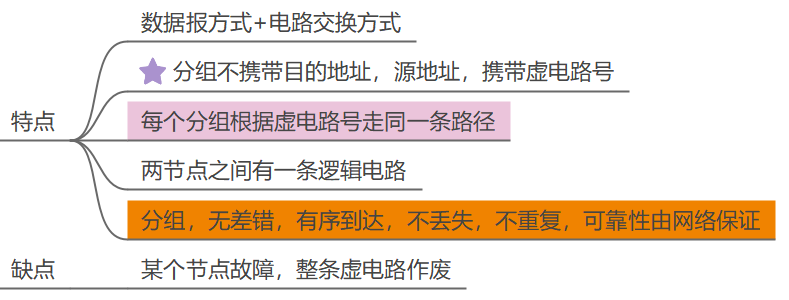 数据报方式+电路交换方式
分组不携带目的地址，源地址，携带虚电路号
特点
每个分组根据虚电路号走同一条路径
两节点之间有一条逻辑电路
分组，无差错，有序到达，不丢失，不重复，可靠性由网络保证
缺点
某个节点故障，整条虚电路作废